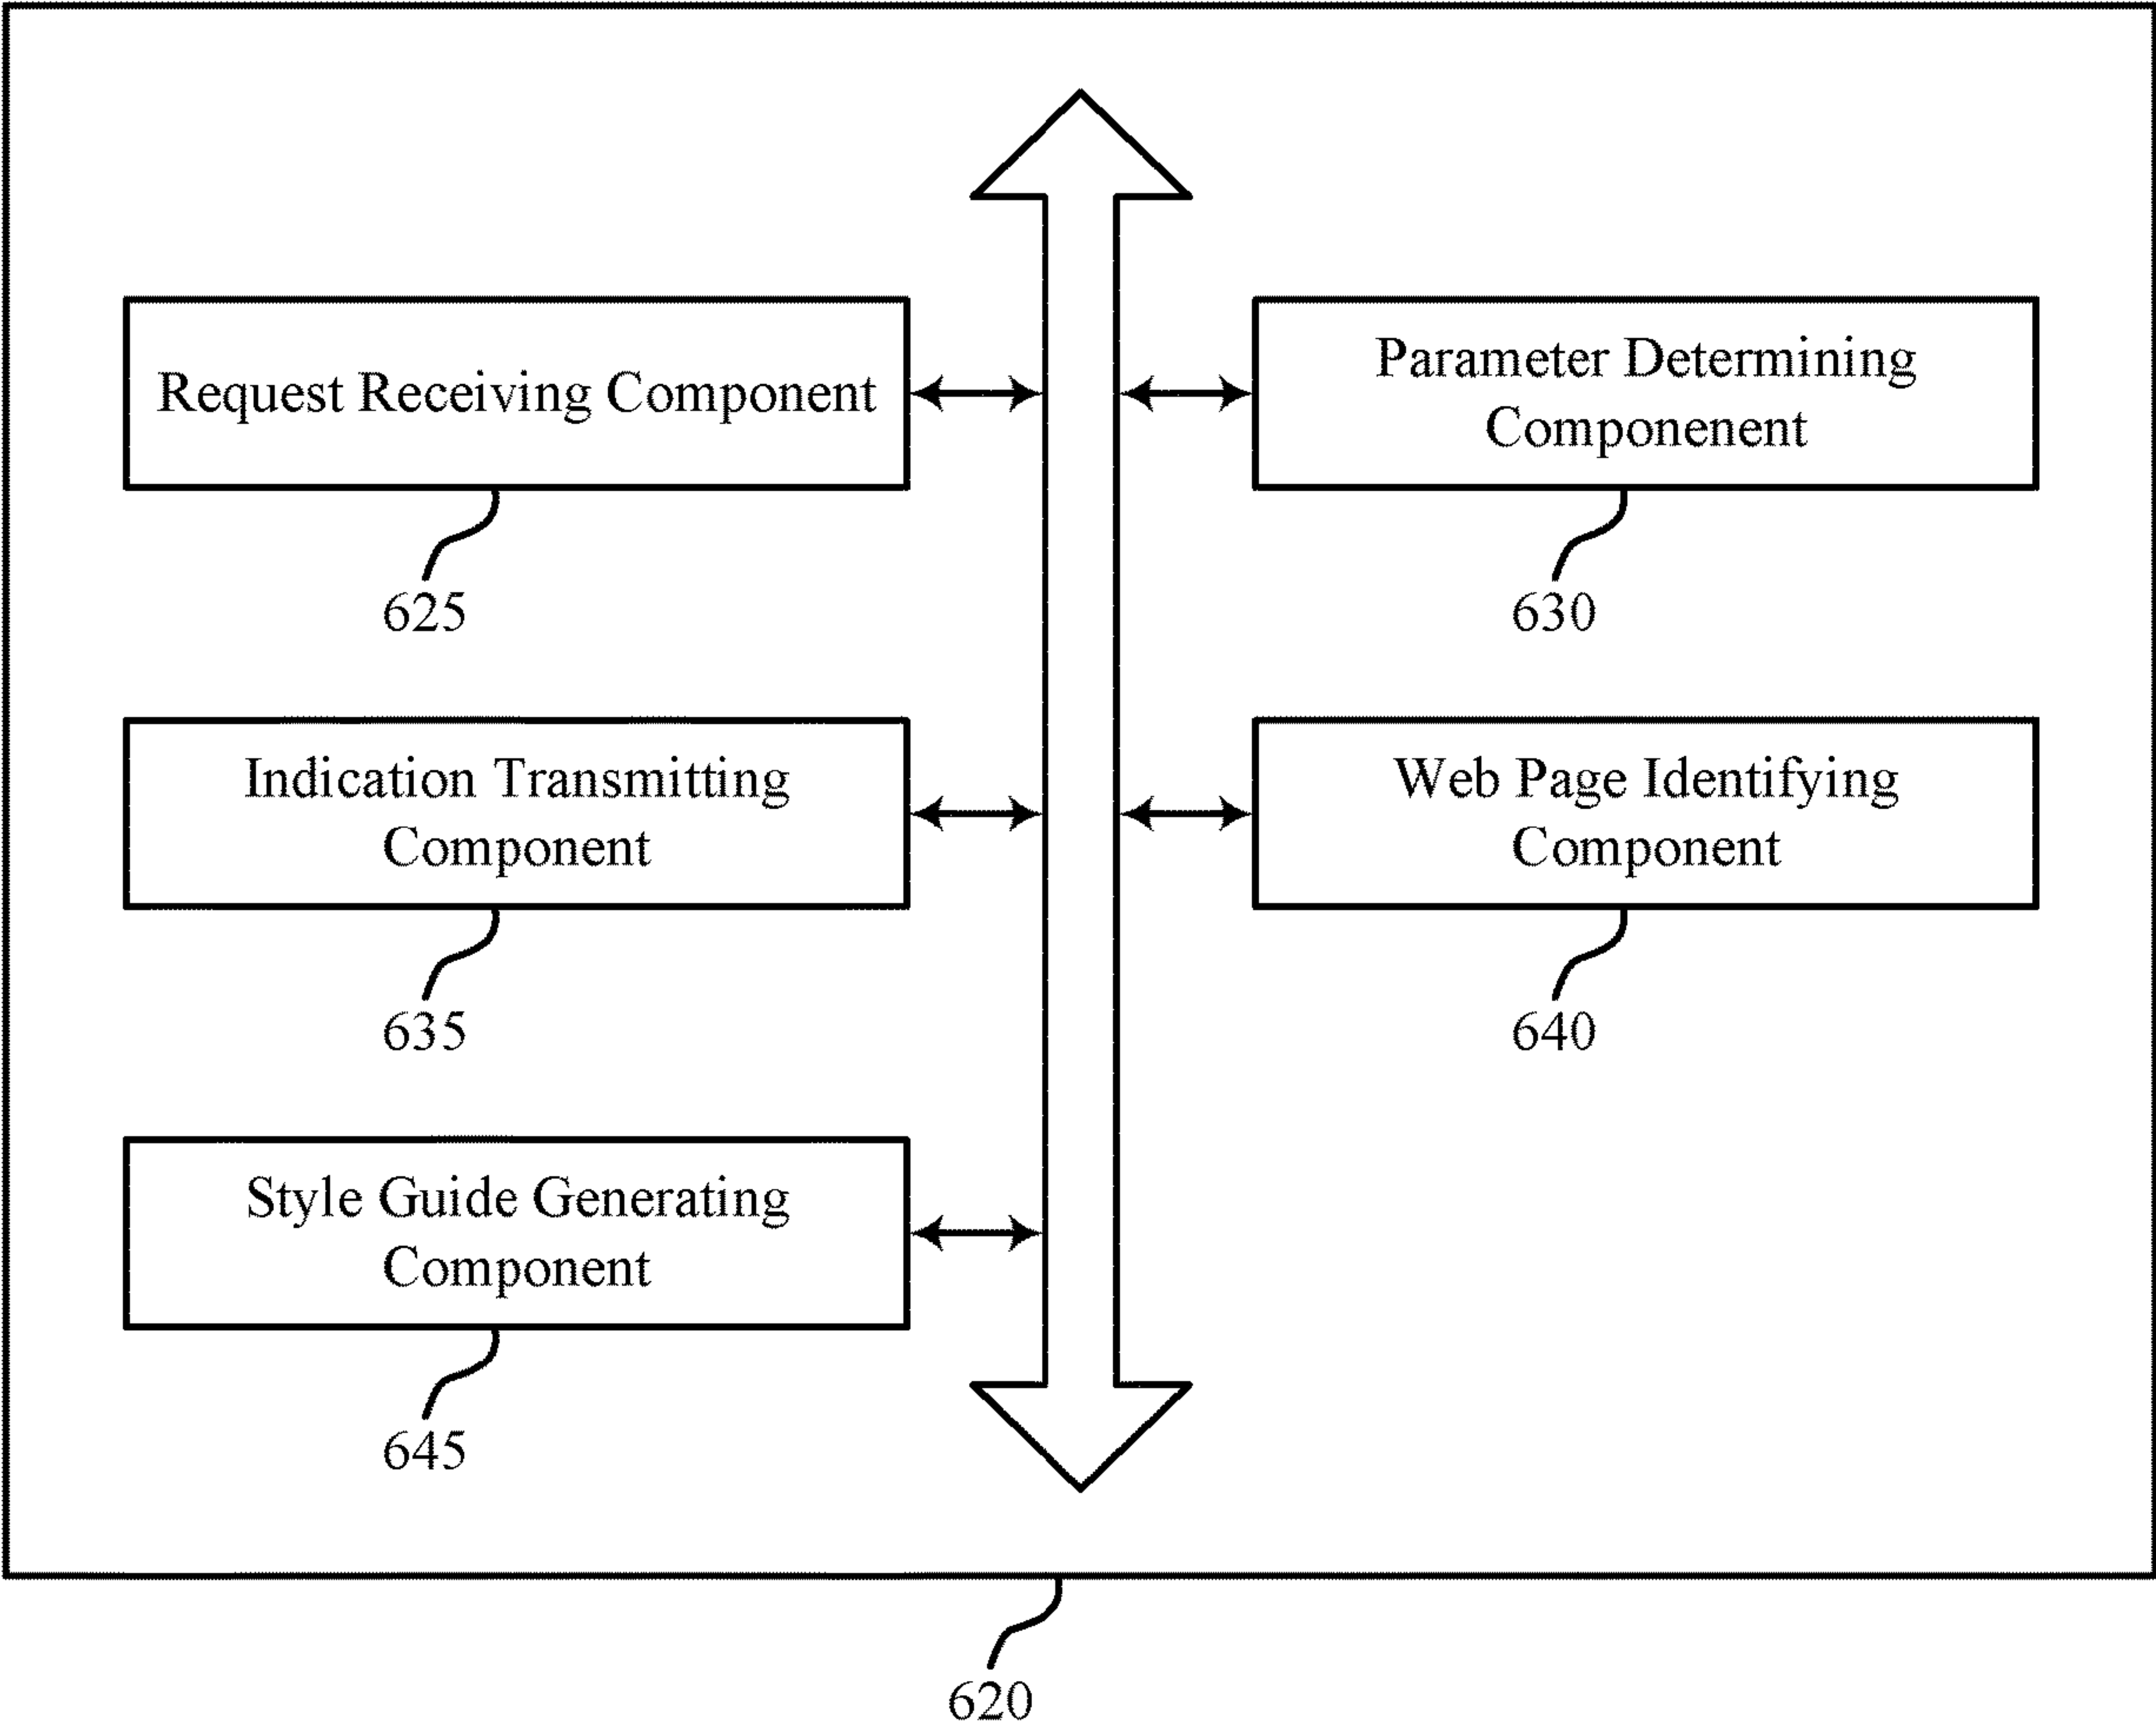 Request Receiving Component
625
Parameter Determining
Componenent
630
Indication Transmitting
Component
635
Web Page Identifying
Component
640
Style Guide Generating
Component
645
620